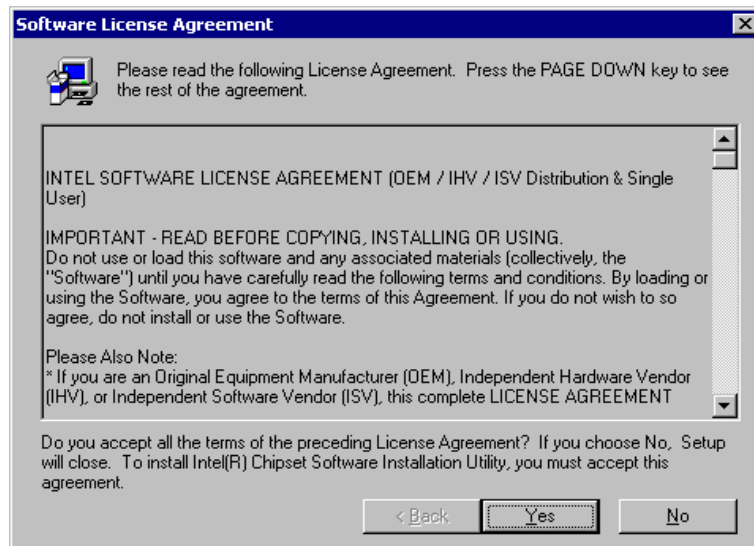 Software License Agreement
Please read the following License Agreement. Press the PAGE DOWN key to see
the rest of the agreement.
INTEL SOFTWARE LICENSE AGREEMENT (OEM / IHV / ISV Distribution & Single
User)
IMPORTANT - READ BEFORE COPYING, INSTALLING OR USING.
Do not use or load this software and any associated materials (collectively, the
"Software") until you have carefully read the following terms and conditions. By loading or
using the Software, you agree to the terms of this Agreement. If you do not wish to so
agree, do not install or use the Software.
Please Also Note:
* If you are an Original Equipment Manufacturer (OEM), Independent Hardware Vendor
(IHV), or Independent Software Vendor (ISV), this complete LICENSE AGREEMENT
Do you accept all the terms of the preceding License Agreement? If you choose No, Setup
will close. To install Intel(R) Chipset Software Installation Utility, you must accept this
agreement.
< Back Yes No